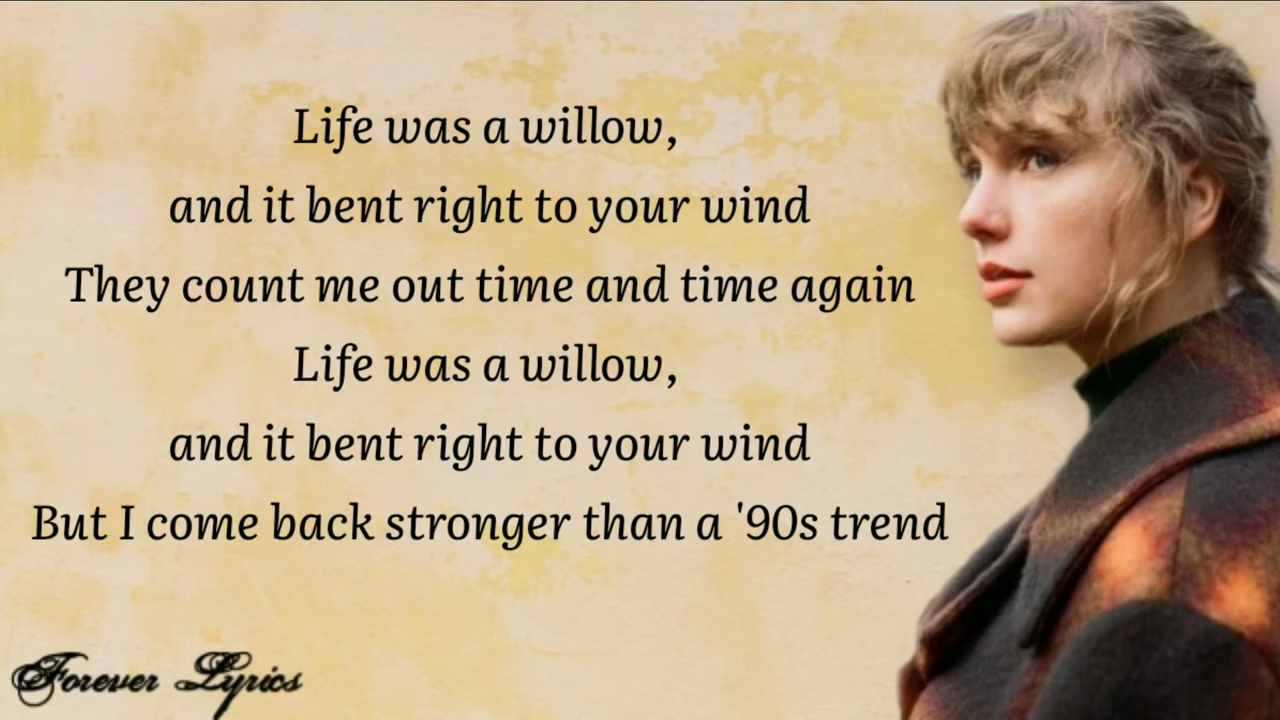 Life was a willow,
and it bent right to your wind
They count me out time and time again
Life was a willow,
and it bent right to your wind
But I come back stronger than a '90s trend
Forever Lyrics